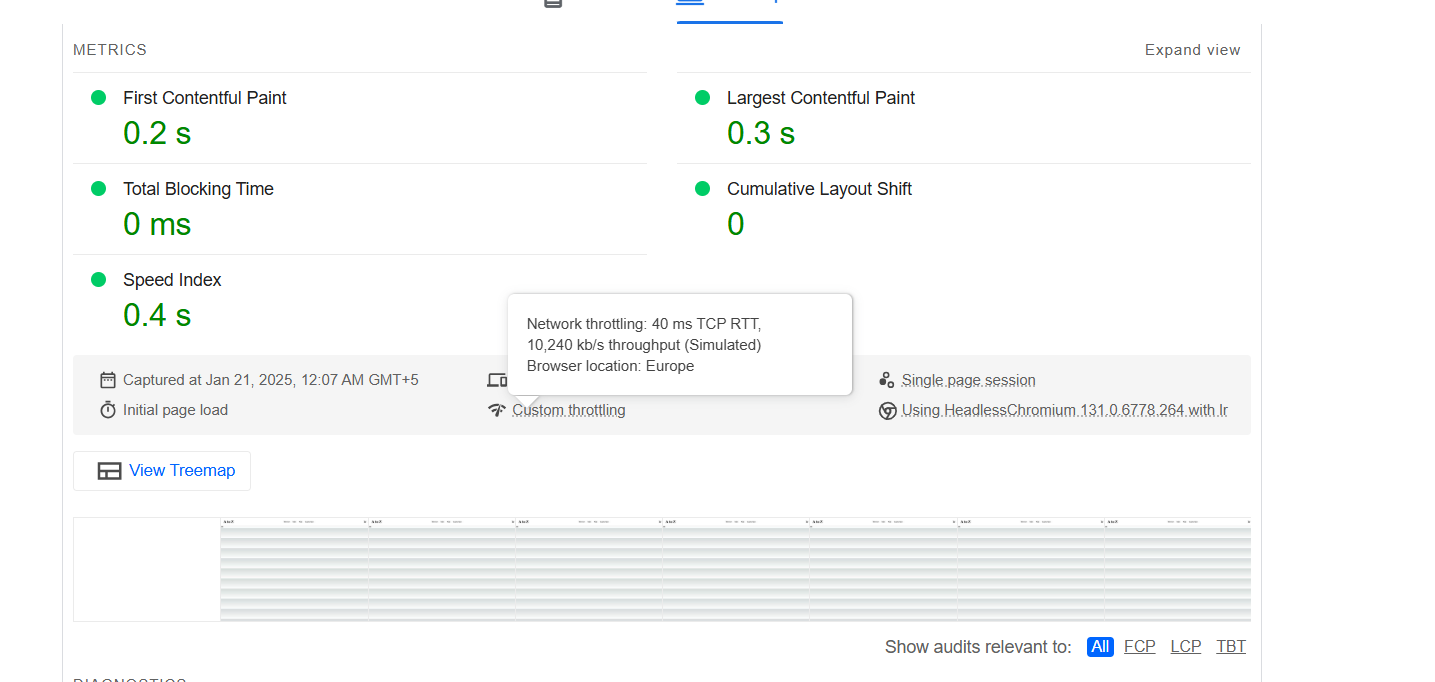 METRICS
Expand view
First Contentful Paint
0.2 s
Largest Contentful Paint
0.3 s
Total Blocking Time
0 ms
Cumulative Layout Shift
0
Speed Index
0.4 s
Network throttling: 40 ms TCP RTT,
10,240 kb/s throughput (Simulated)
Browser location: Europe
Captured at Jan 21, 2025, 12:07 AM GMT+5
Single page session
Initial page load
Custom throttling
Using HeadlessChromium 131.0.6778.264 with lr
View Treemap
Show audits relevant to:
All
FCP
LCP
TBT
DIAGNOSTICS